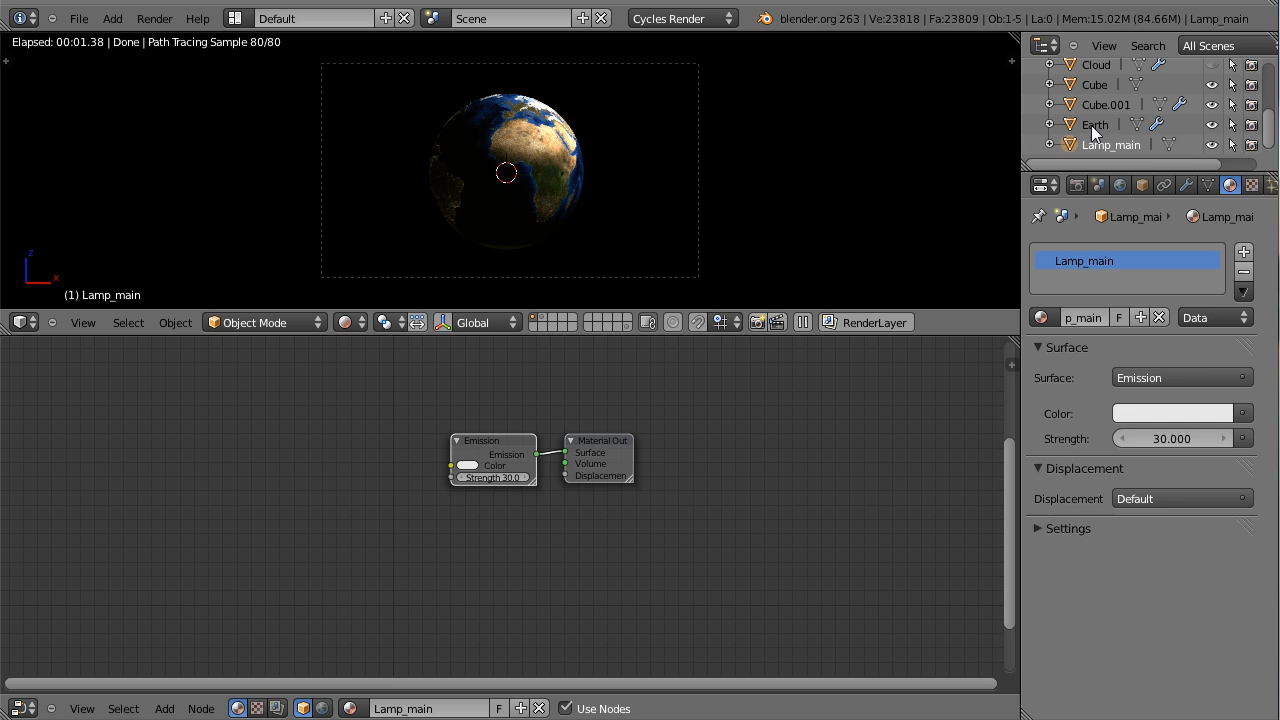 File Add Render Help Default Scene Cycles Render blender.org 263 | Ve:23818 | Fa:23809 | Ob:1-5 | La:0 | Mem:15.02M (84.66M) | Lamp_main
Elapsed: 00:01.38 | Done | Path Tracing Sample 80/80
View Search All Scenes
Cloud
Cube
Cube.001
Earth
Lamp_main
z
x
(1) Lamp_main
View Select Object Object Mode Global RenderLayer
Lamp_mai Lamp_mai
Lamp_main
p_main F Data
Surface
Surface: Emission
Color:
Strength: 30.000
Displacement
Displacement Default
Settings
Emission
Emission
Color
Strength 30.0
Material Out
Surface
Volume
Displacemen
View Select Add Node Lamp_main F Use Nodes